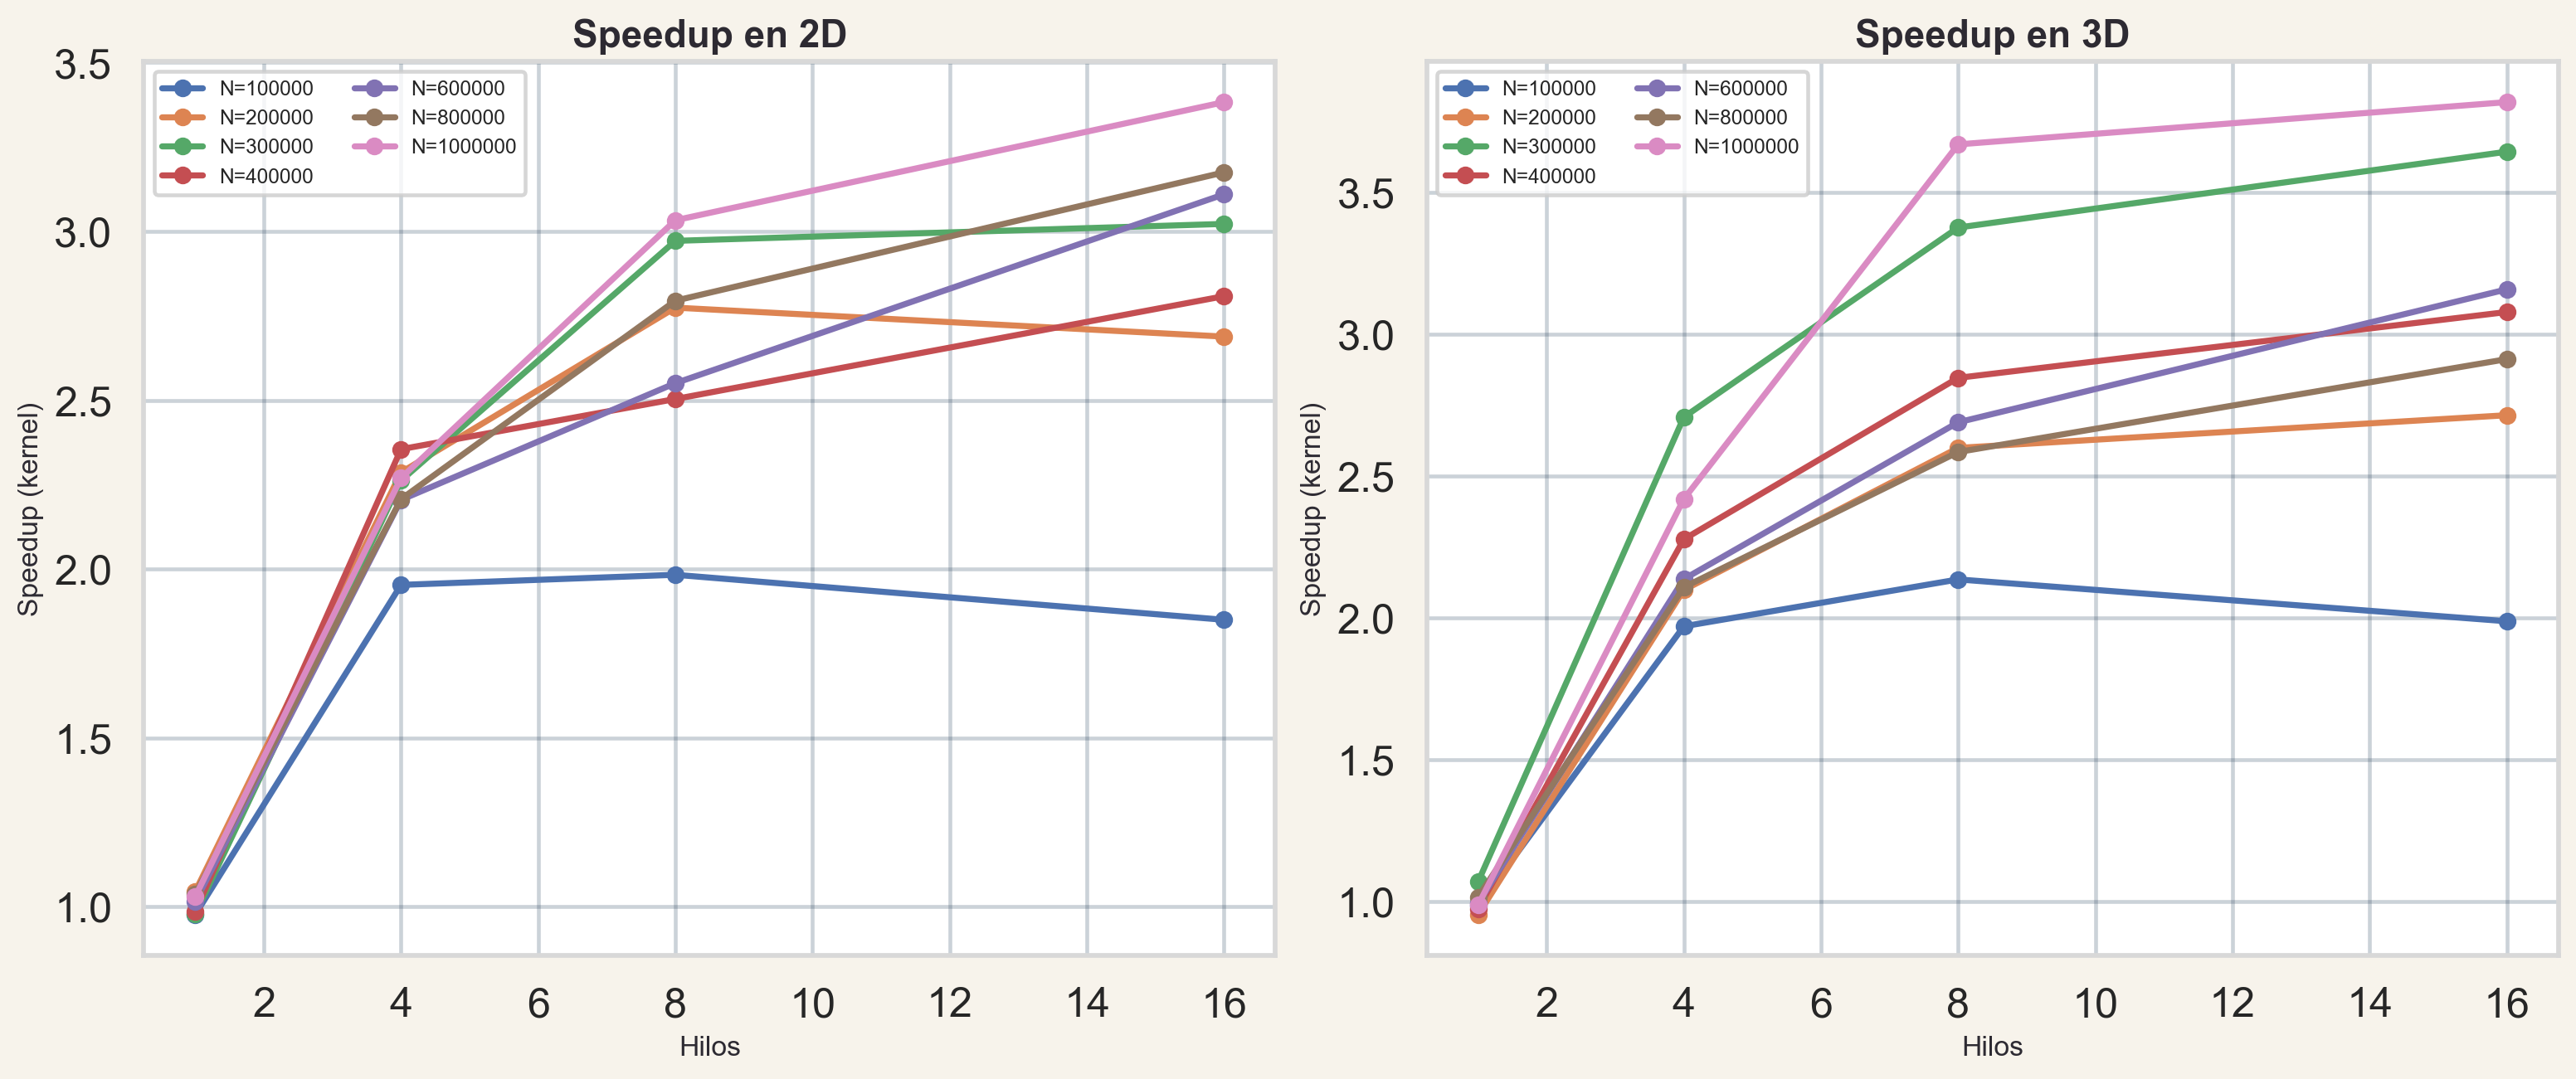 Speedup en 2D
3.5
3.0
2.5
2.0
1.5
1.0
Speedup (kernel)
N=100000 N=600000
N=200000 N=800000
N=300000 N=1000000
N=400000
2 4 6 8 10 12 14 16
Hilos
Speedup en 3D
3.5
3.0
2.5
2.0
1.5
1.0
Speedup (kernel)
N=100000 N=600000
N=200000 N=800000
N=300000 N=1000000
N=400000
2 4 6 8 10 12 14 16
Hilos